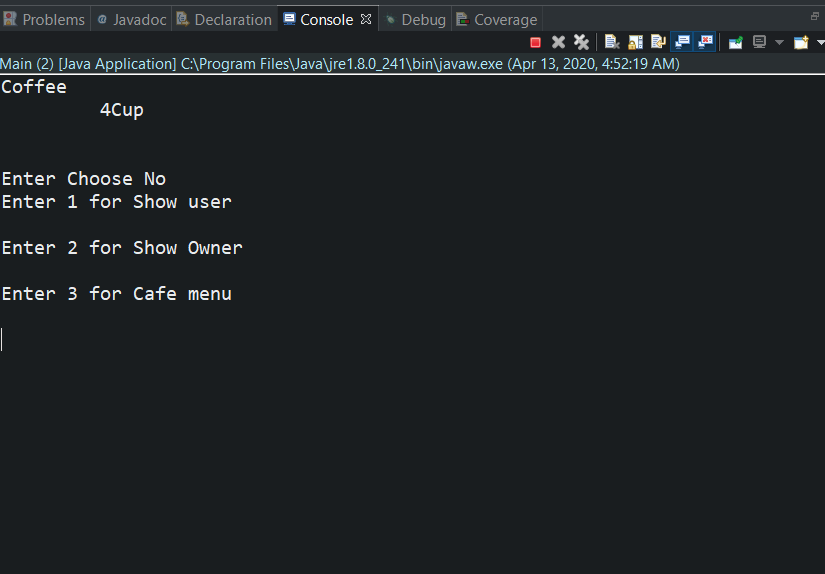 Problems Javadoc Declaration Console Debug Coverage
Main (2) [Java Application] C:\Program Files\Java\jre1.8.0_241\bin\javaw.exe (Apr 13, 2020, 4:52:19 AM)
Coffee
4Cup
Enter Choose No
Enter 1 for Show user
Enter 2 for Show Owner
Enter 3 for Cafe menu